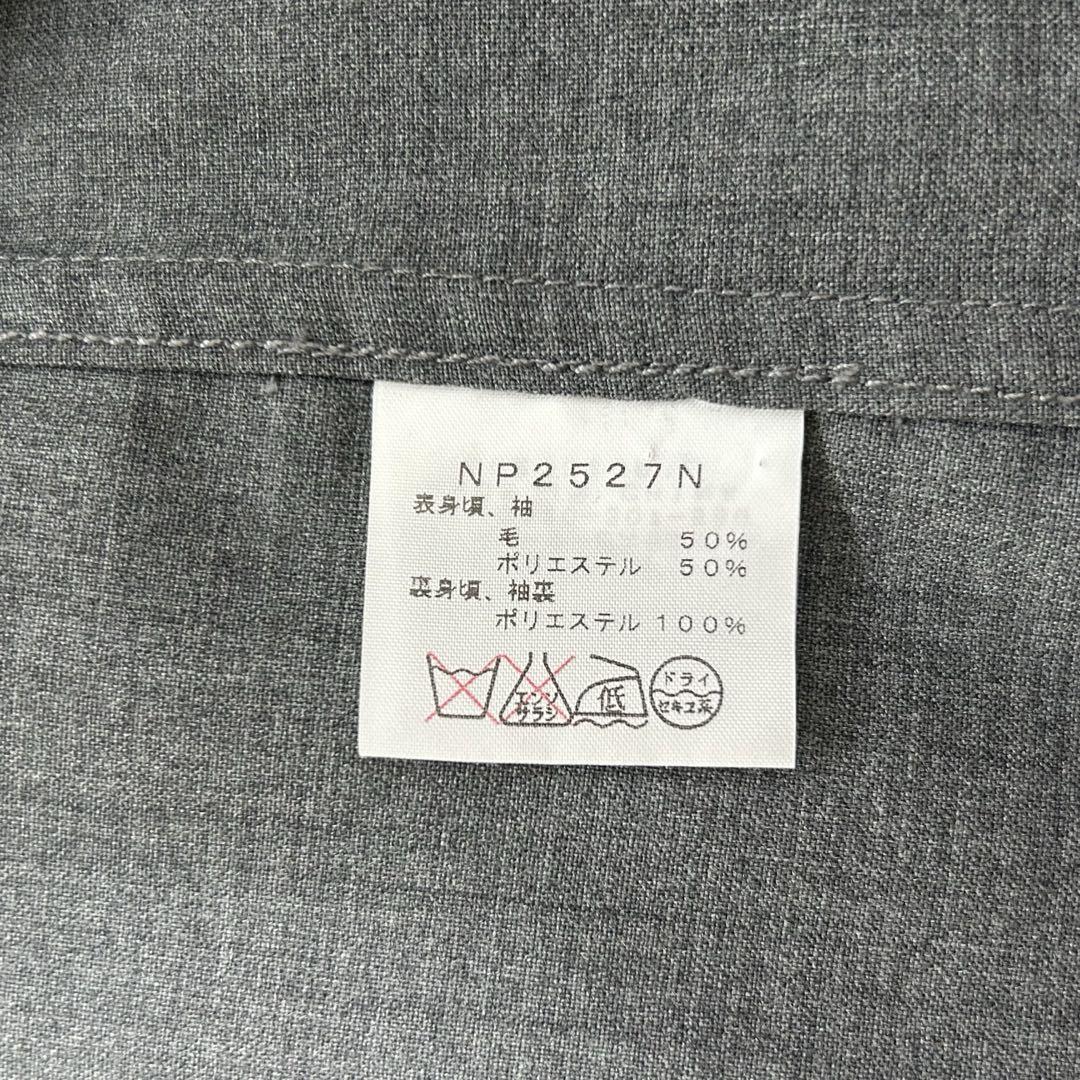 NP2527N
表身頃、袖
毛 50%
ポリエステル 50%
裏身頃、袖裏
ポリエステル 100%
エンソ
サラシ
低
ドライ
セキユ系